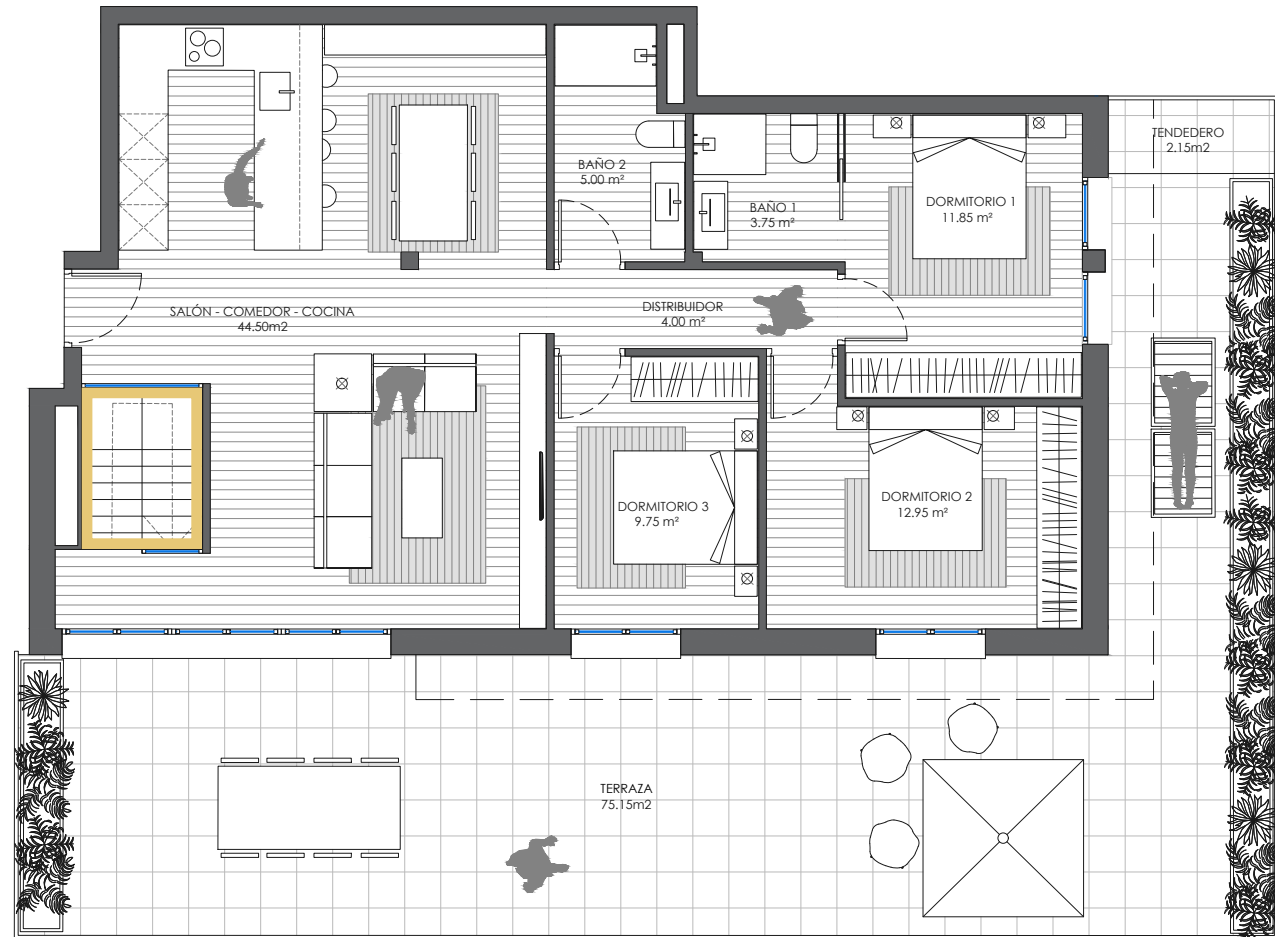 TENDEDERO
2.15m2
BAÑO 2
5.00 m²
BAÑO 1
3.75 m²
DORMITORIO 1
11.85 m²
SALÓN - COMEDOR - COCINA
44.50m2
DISTRIBUIDOR
4.00 m²
DORMITORIO 3
9.75 m²
DORMITORIO 2
12.95 m²
TERRAZA
75.15m2